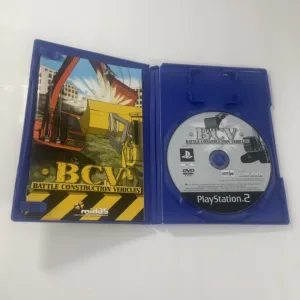 BCV
BATTLE CONSTRUCTION VEHICLES
midas
BCV
BATTLE CONSTRUCTION VEHICLES
DVD
PlayStation.2